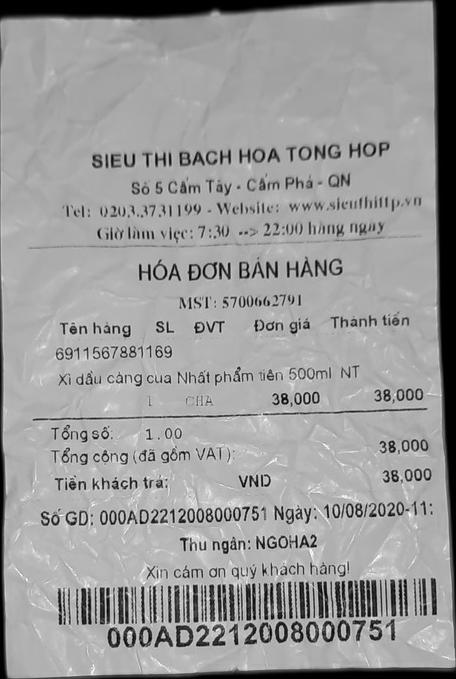 SIEU THI BACH HOA TONG HOP
Số 5 Cẩm Tây - Cẩm Phả - QN
Tel: 0203.3731199 - Website: www.sieuthittp.vn
Giờ làm việc: 7:30 --> 22:00 hàng ngày
HÓA ĐƠN BÁN HÀNG
MST: 5700662791
Tên hàng SL ĐVT Đơn giá Thành tiền
6911567881169
Xì dầu càng cua Nhất phẩm tiên 500ml NT
1 CHA 38,000 38,000
Tổng số: 1.00
Tổng cộng (đã gồm VAT): 38,000
Tiền khách trả: VND 38,000
Số GD: 000AD2212008000751 Ngày: 10/08/2020-11:
Thu ngân: NGOHA2
Xin cảm ơn quý khách hàng!
000AD2212008000751